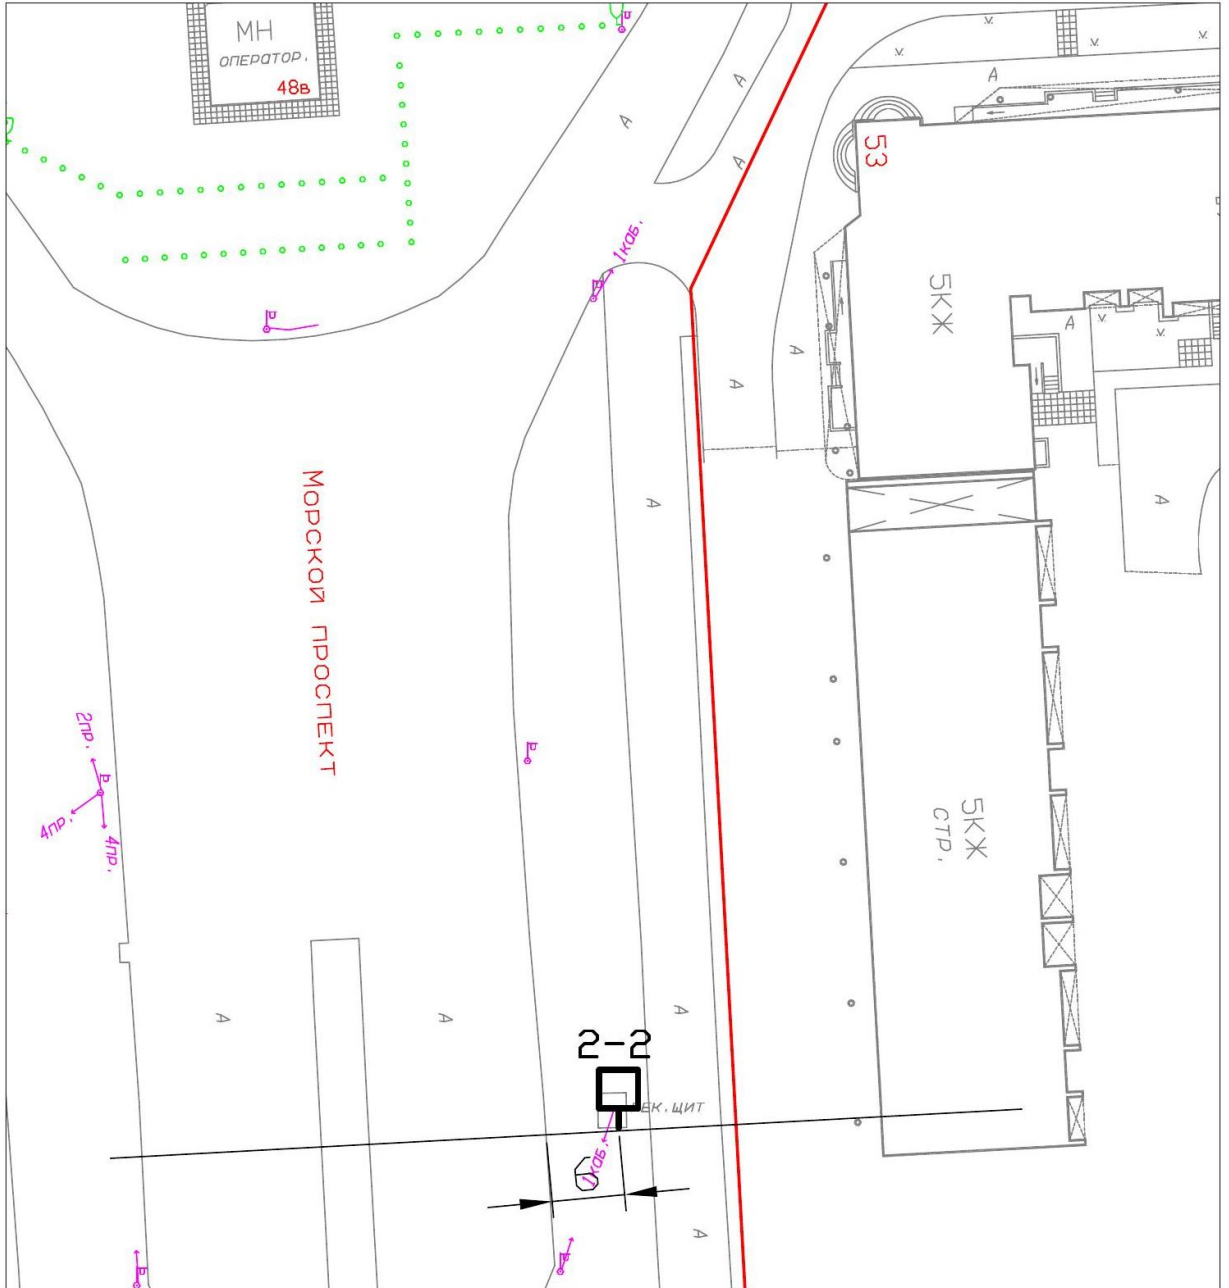 МН
ОПЕРАТОР.
48в
А
А
А
А
53
1каб.
5КЖ
А
А
А
А
А
А
МОРСКОЙ ПРОСПЕКТ
2пр.
4пр.
4пр.
5КЖ
СТР.
А
А
А
2-2
ЕК.ЩИТ
1каб.
6
А